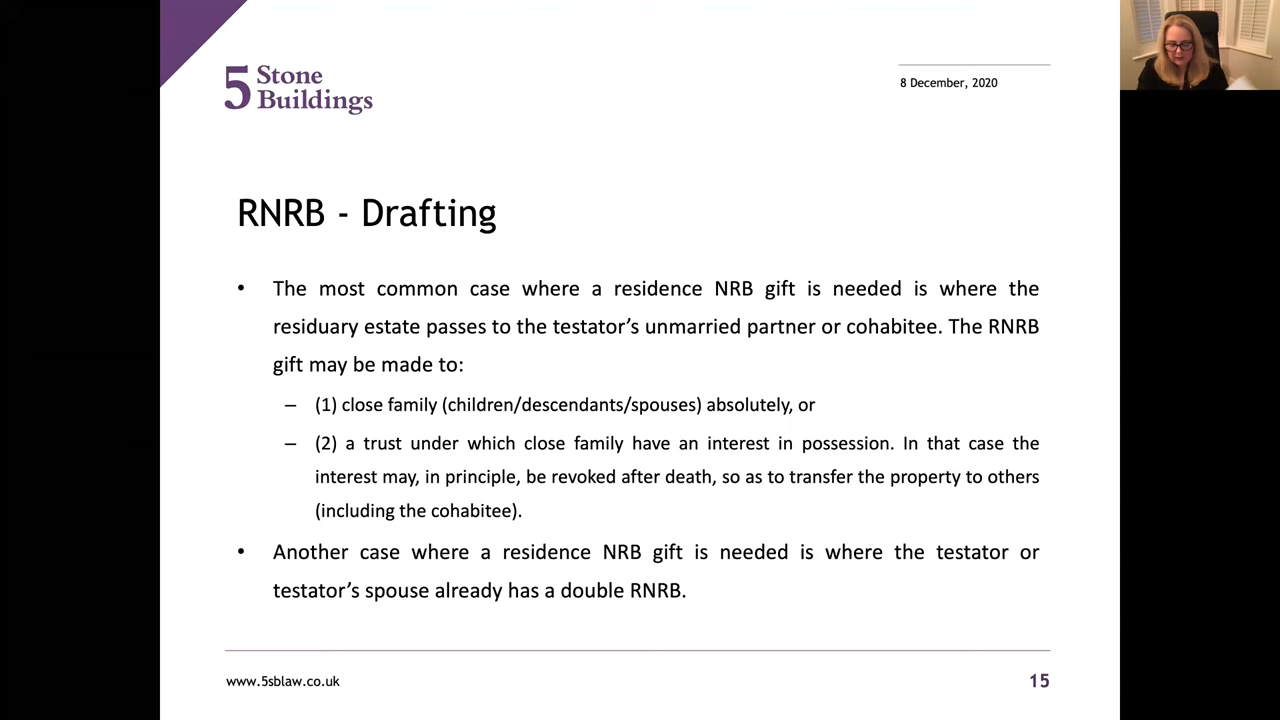 5 Stone
Buildings
8 December, 2020
RNRB - Drafting
• The most common case where a residence NRB gift is needed is where the
residuary estate passes to the testator’s unmarried partner or cohabitee. The RNRB
gift may be made to:
– (1) close family (children/descendants/spouses) absolutely, or
– (2) a trust under which close family have an interest in possession. In that case the
interest may, in principle, be revoked after death, so as to transfer the property to others
(including the cohabitee).
• Another case where a residence NRB gift is needed is where the testator or
testator’s spouse already has a double RNRB.
www.5sblaw.co.uk
15